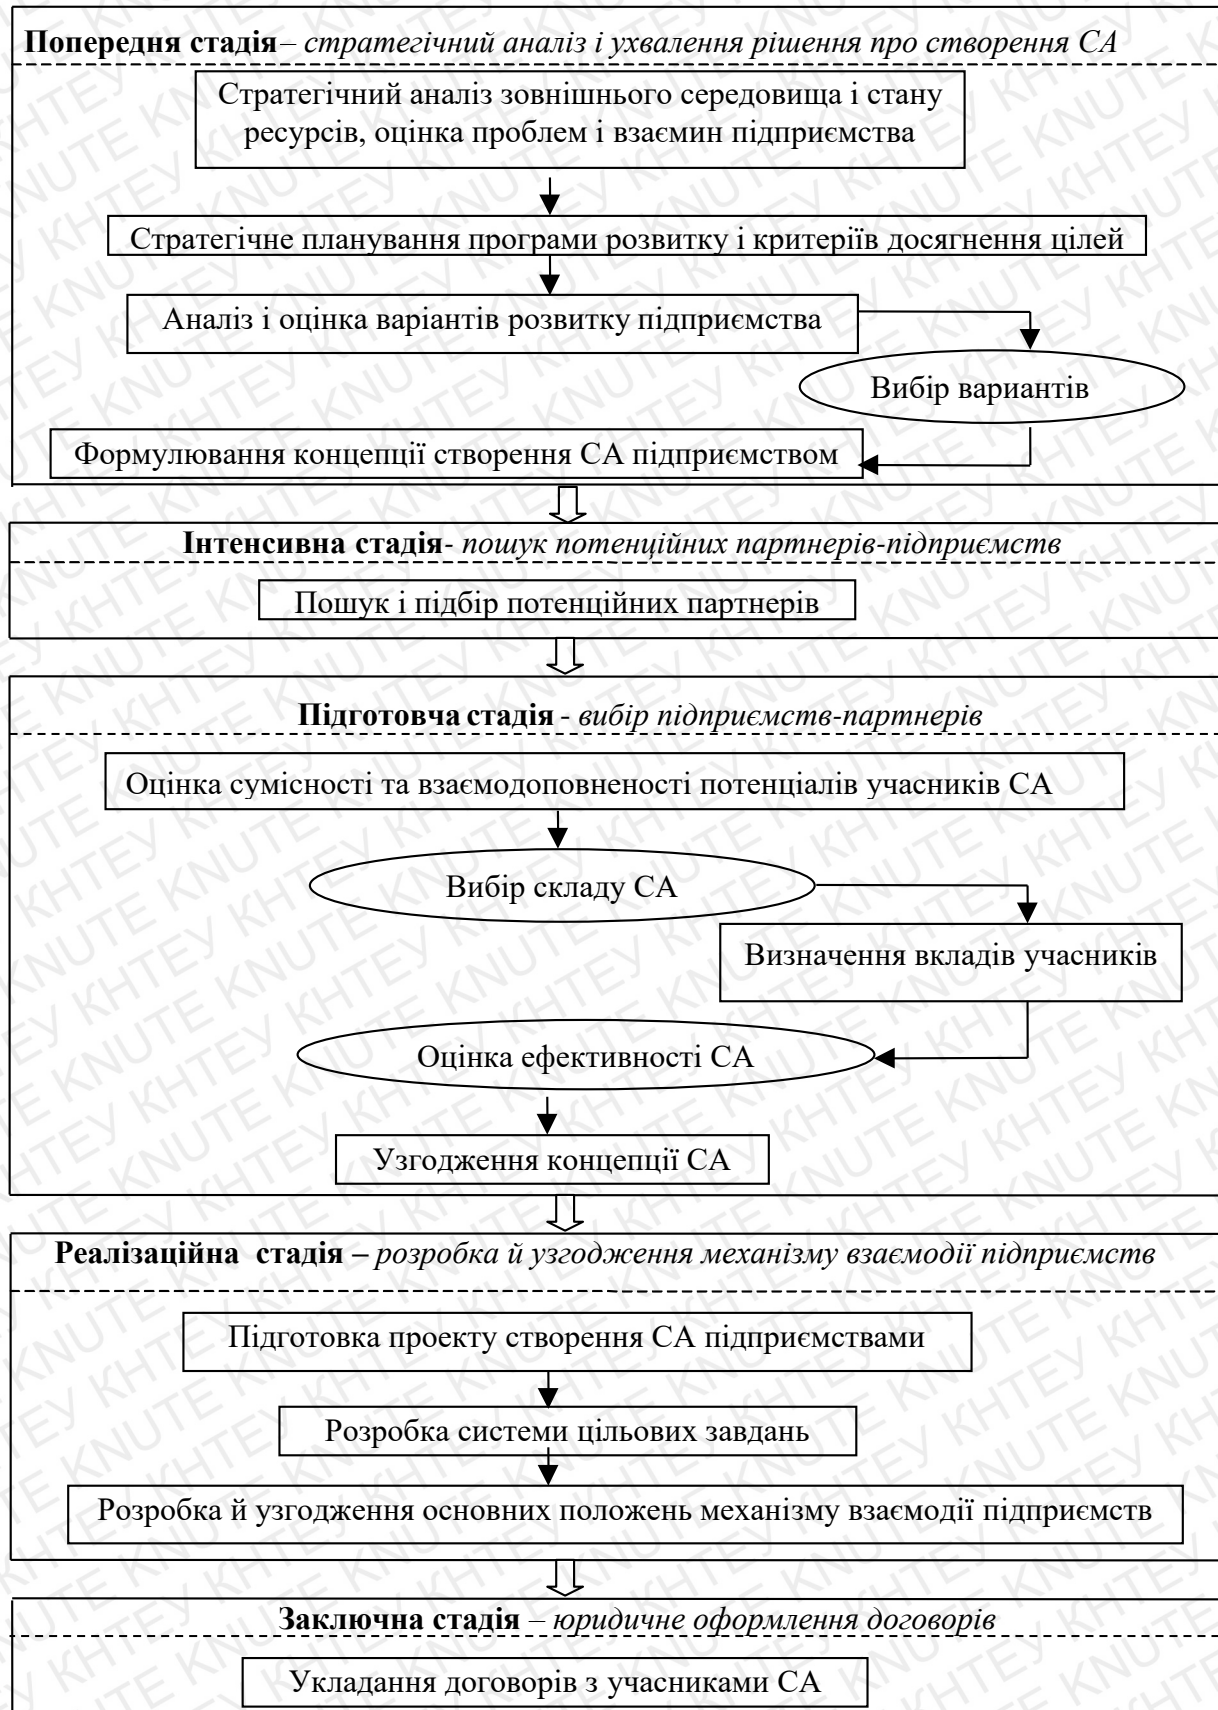 Попередня стадія – стратегічний аналіз і ухвалення рішення про створення СА
Стратегічний аналіз зовнішнього середовища і стану
ресурсів, оцінка проблем і взаємин підприємства
Стратегічне планування програми розвитку і критеріїв досягнення цілей
Аналіз і оцінка варіантів розвитку підприємства
Вибір вариантів
Формулювання концепції створення СА підприємством
Інтенсивна стадія- пошук потенційних партнерів-підприємств
Пошук і підбір потенційних партнерів
Підготовча стадія - вибір підприємств-партнерів
Оцінка сумісності та взаємодоповненості потенціалів учасників СА
Вибір складу СА
Визначення вкладів учасників
Оцінка ефективності СА
Узгодження концепції СА
Реалізаційна стадія – розробка й узгодження механізму взаємодії підприємств
Підготовка проекту створення СА підприємствами
Розробка системи цільових завдань
Розробка й узгодження основних положень механізму взаємодії підприємств
Заключна стадія – юридичне оформлення договорів
Укладання договорів з учасниками СА